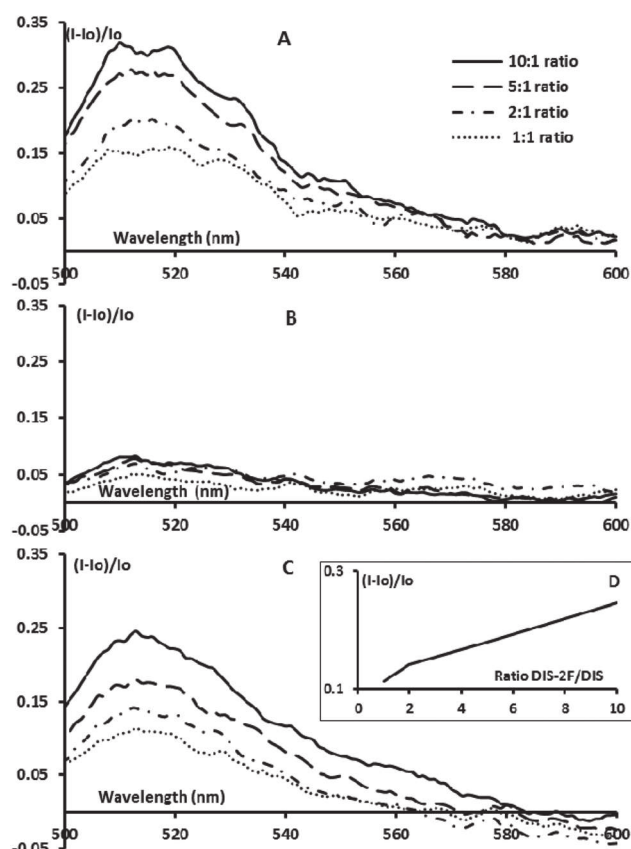 0.35
(I-Io)/Io
A
0.25
0.15
0.05
-0.05
Wavelength (nm)
500 520 540 560 580 600
10:1 ratio
5:1 ratio
2:1 ratio
1:1 ratio
0.35
(I-Io)/Io
B
0.25
0.15
0.05
-0.05
Wavelength (nm)
500 520 540 560 580 600
0.35
(I-Io)/Io
C
0.25
0.15
0.05
-0.05
Wavelength (nm)
500 520 540 560 580 600
0.3
(I-Io)/Io
D
0.1
Ratio DIS-2F/DIS
0 2 4 6 8 10